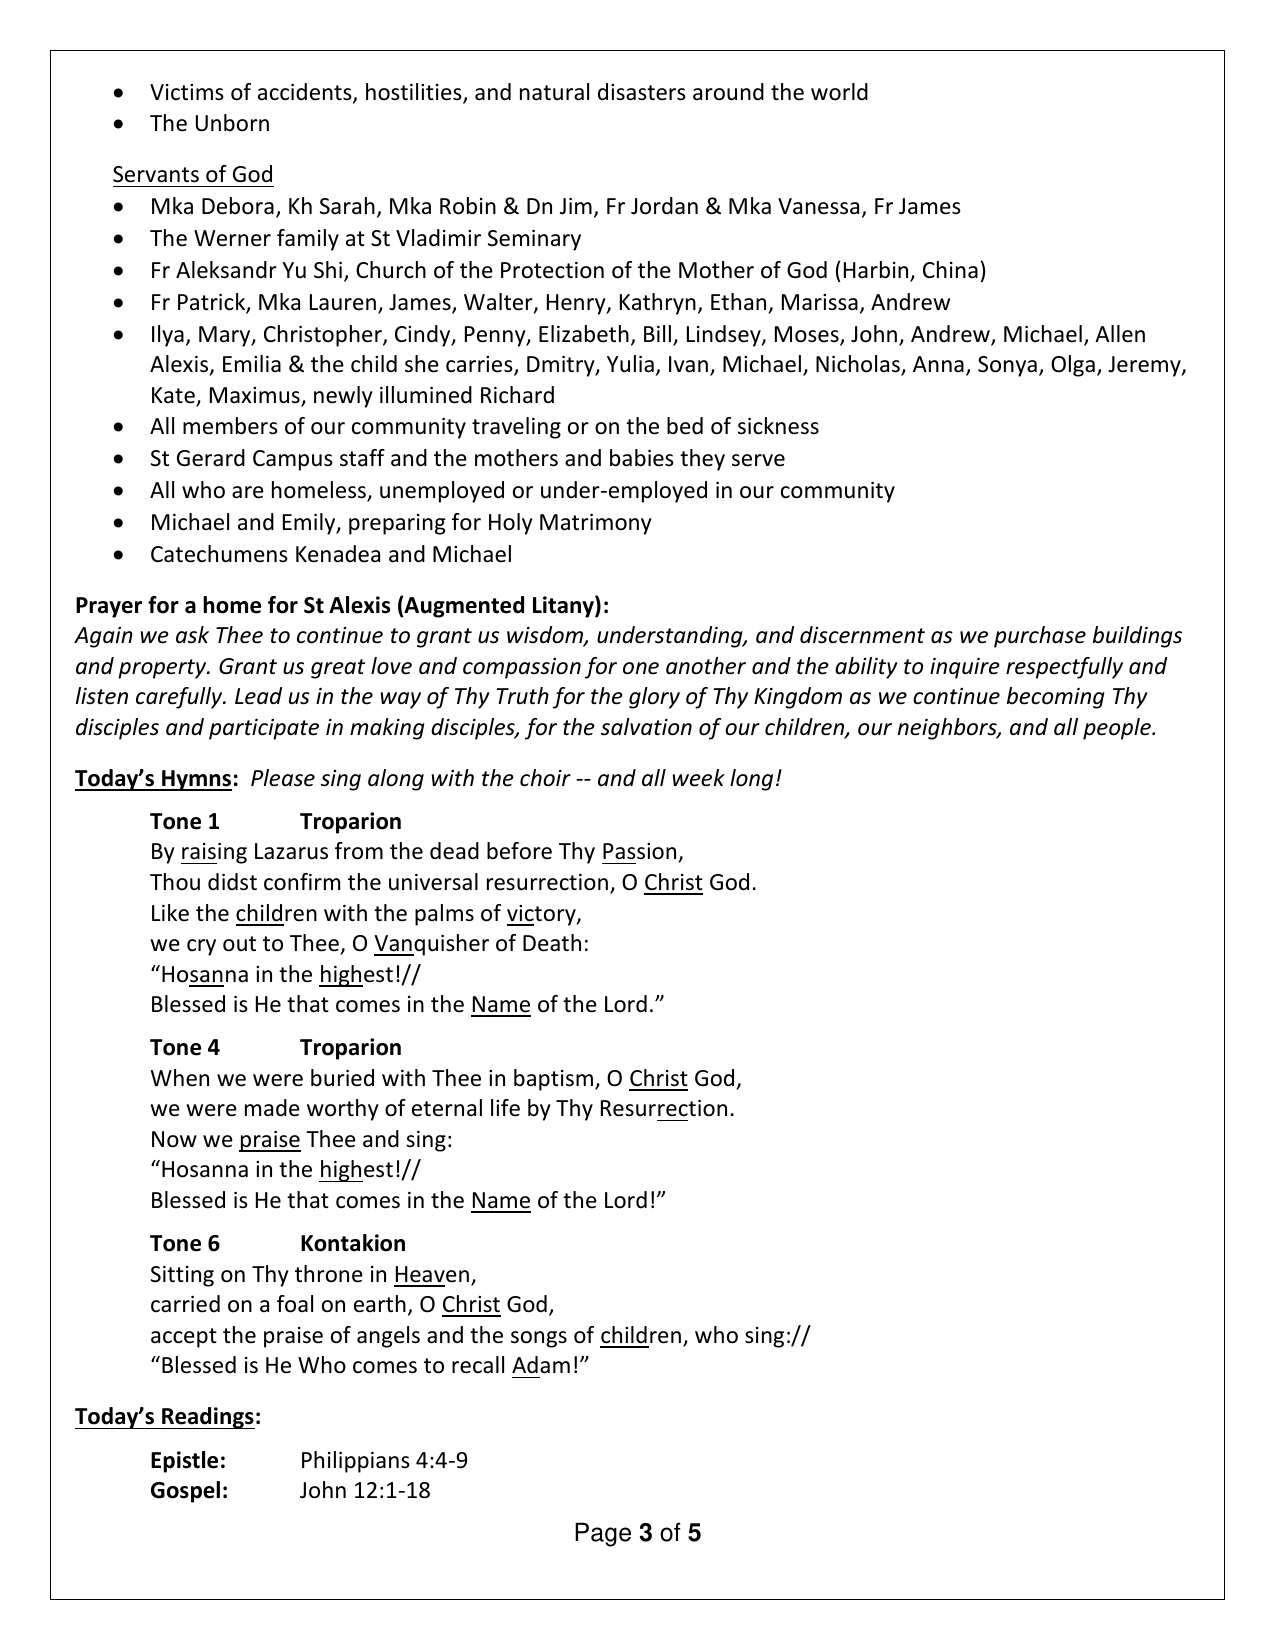 • Victims of accidents, hostilities, and natural disasters around the world
• The Unborn
Servants of God
• Mka Debora, Kh Sarah, Mka Robin & Dn Jim, Fr Jordan & Mka Vanessa, Fr James
• The Werner family at St Vladimir Seminary
• Fr Aleksandr Yu Shi, Church of the Protection of the Mother of God (Harbin, China)
• Fr Patrick, Mka Lauren, James, Walter, Henry, Kathryn, Ethan, Marissa, Andrew
• Ilya, Mary, Christopher, Cindy, Penny, Elizabeth, Bill, Lindsey, Moses, John, Andrew, Michael, Allen
Alexis, Emilia & the child she carries, Dmitry, Yulia, Ivan, Michael, Nicholas, Anna, Sonya, Olga, Jeremy,
Kate, Maximus, newly illumined Richard
• All members of our community traveling or on the bed of sickness
• St Gerard Campus staff and the mothers and babies they serve
• All who are homeless, unemployed or under-employed in our community
• Michael and Emily, preparing for Holy Matrimony
• Catechumens Kenadea and Michael
Prayer for a home for St Alexis (Augmented Litany):
Again we ask Thee to continue to grant us wisdom, understanding, and discernment as we purchase buildings
and property. Grant us great love and compassion for one another and the ability to inquire respectfully and
listen carefully. Lead us in the way of Thy Truth for the glory of Thy Kingdom as we continue becoming Thy
disciples and participate in making disciples, for the salvation of our children, our neighbors, and all people.
Today’s Hymns: Please sing along with the choir -- and all week long!
Tone 1 Troparion
By raising Lazarus from the dead before Thy Passion,
Thou didst confirm the universal resurrection, O Christ God.
Like the children with the palms of victory,
we cry out to Thee, O Vanquisher of Death:
“Hosanna in the highest!//
Blessed is He that comes in the Name of the Lord.”
Tone 4 Troparion
When we were buried with Thee in baptism, O Christ God,
we were made worthy of eternal life by Thy Resurrection.
Now we praise Thee and sing:
“Hosanna in the highest!//
Blessed is He that comes in the Name of the Lord!”
Tone 6 Kontakion
Sitting on Thy throne in Heaven,
carried on a foal on earth, O Christ God,
accept the praise of angels and the songs of children, who sing://
“Blessed is He Who comes to recall Adam!”
Today’s Readings:
Epistle: Philippians 4:4-9
Gospel: John 12:1-18
Page 3 of 5